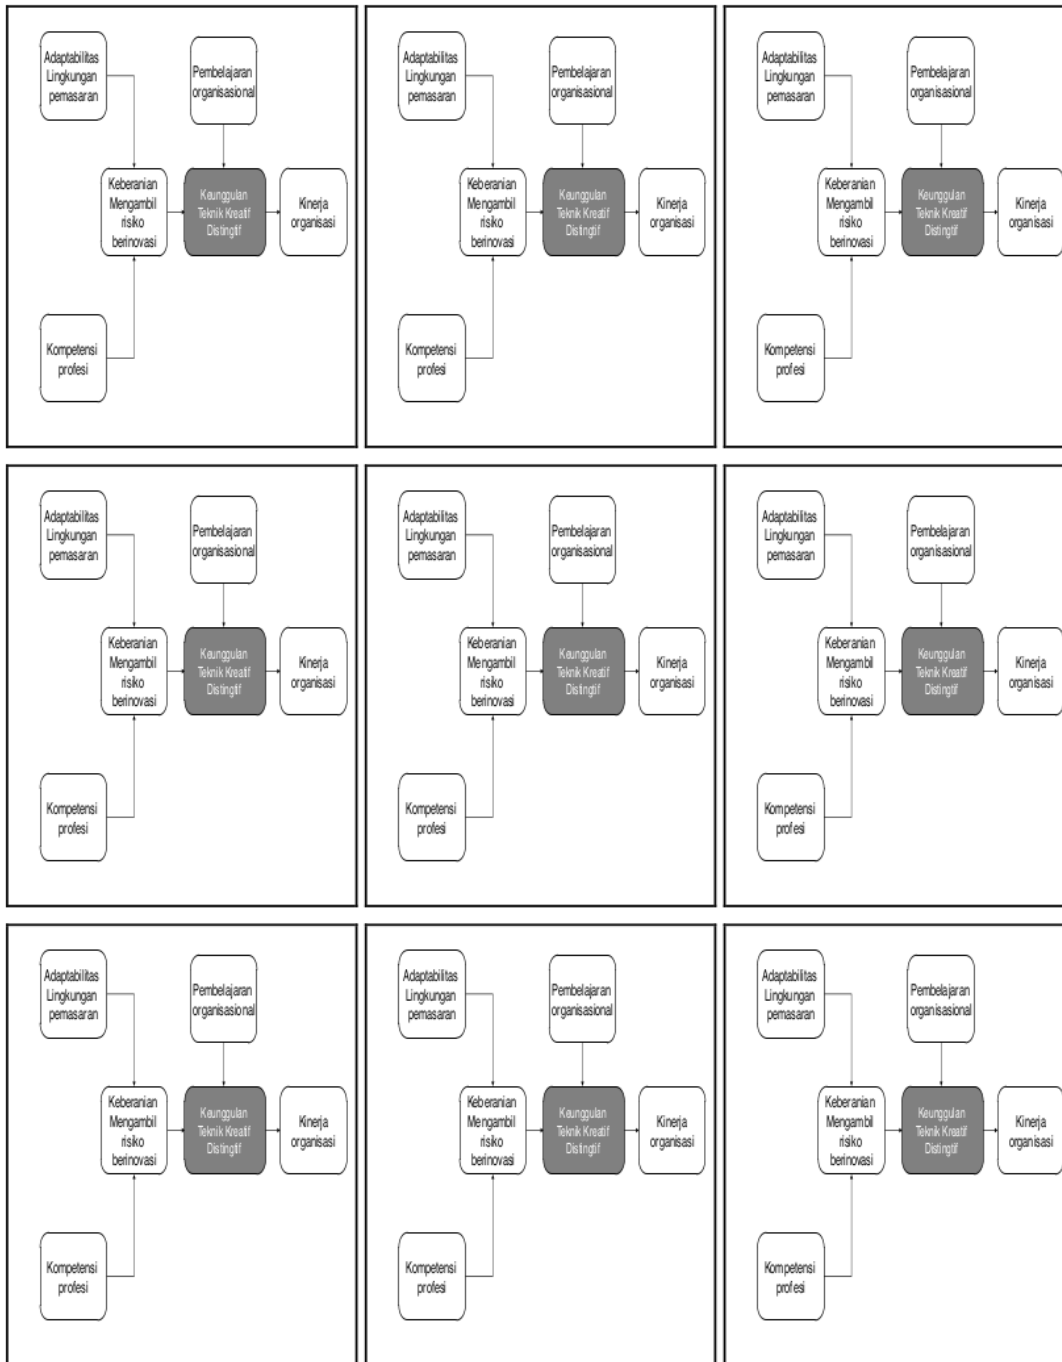 Adaptabilitas
Lingkungan
pemasaran
Pembelajaran
organisasional
Keberanian
Mengambil
risiko
berinovasi
Keunggulan
Teknik Kreatif
Distingtif
Kinerja
organisasi
Kompetensi
profesi
Adaptabilitas
Lingkungan
pemasaran
Pembelajaran
organisasional
Keberanian
Mengambil
risiko
berinovasi
Keunggulan
Teknik Kreatif
Distingtif
Kinerja
organisasi
Kompetensi
profesi
Adaptabilitas
Lingkungan
pemasaran
Pembelajaran
organisasional
Keberanian
Mengambil
risiko
berinovasi
Keunggulan
Teknik Kreatif
Distingtif
Kinerja
organisasi
Kompetensi
profesi
Adaptabilitas
Lingkungan
pemasaran
Pembelajaran
organisasional
Keberanian
Mengambil
risiko
berinovasi
Keunggulan
Teknik Kreatif
Distingtif
Kinerja
organisasi
Kompetensi
profesi
Adaptabilitas
Lingkungan
pemasaran
Pembelajaran
organisasional
Keberanian
Mengambil
risiko
berinovasi
Keunggulan
Teknik Kreatif
Distingtif
Kinerja
organisasi
Kompetensi
profesi
Adaptabilitas
Lingkungan
pemasaran
Pembelajaran
organisasional
Keberanian
Mengambil
risiko
berinovasi
Keunggulan
Teknik Kreatif
Distingtif
Kinerja
organisasi
Kompetensi
profesi
Adaptabilitas
Lingkungan
pemasaran
Pembelajaran
organisasional
Keberanian
Mengambil
risiko
berinovasi
Keunggulan
Teknik Kreatif
Distingtif
Kinerja
organisasi
Kompetensi
profesi
Adaptabilitas
Lingkungan
pemasaran
Pembelajaran
organisasional
Keberanian
Mengambil
risiko
berinovasi
Keunggulan
Teknik Kreatif
Distingtif
Kinerja
organisasi
Kompetensi
profesi
Adaptabilitas
Lingkungan
pemasaran
Pembelajaran
organisasional
Keberanian
Mengambil
risiko
berinovasi
Keunggulan
Teknik Kreatif
Distingtif
Kinerja
organisasi
Kompetensi
profesi